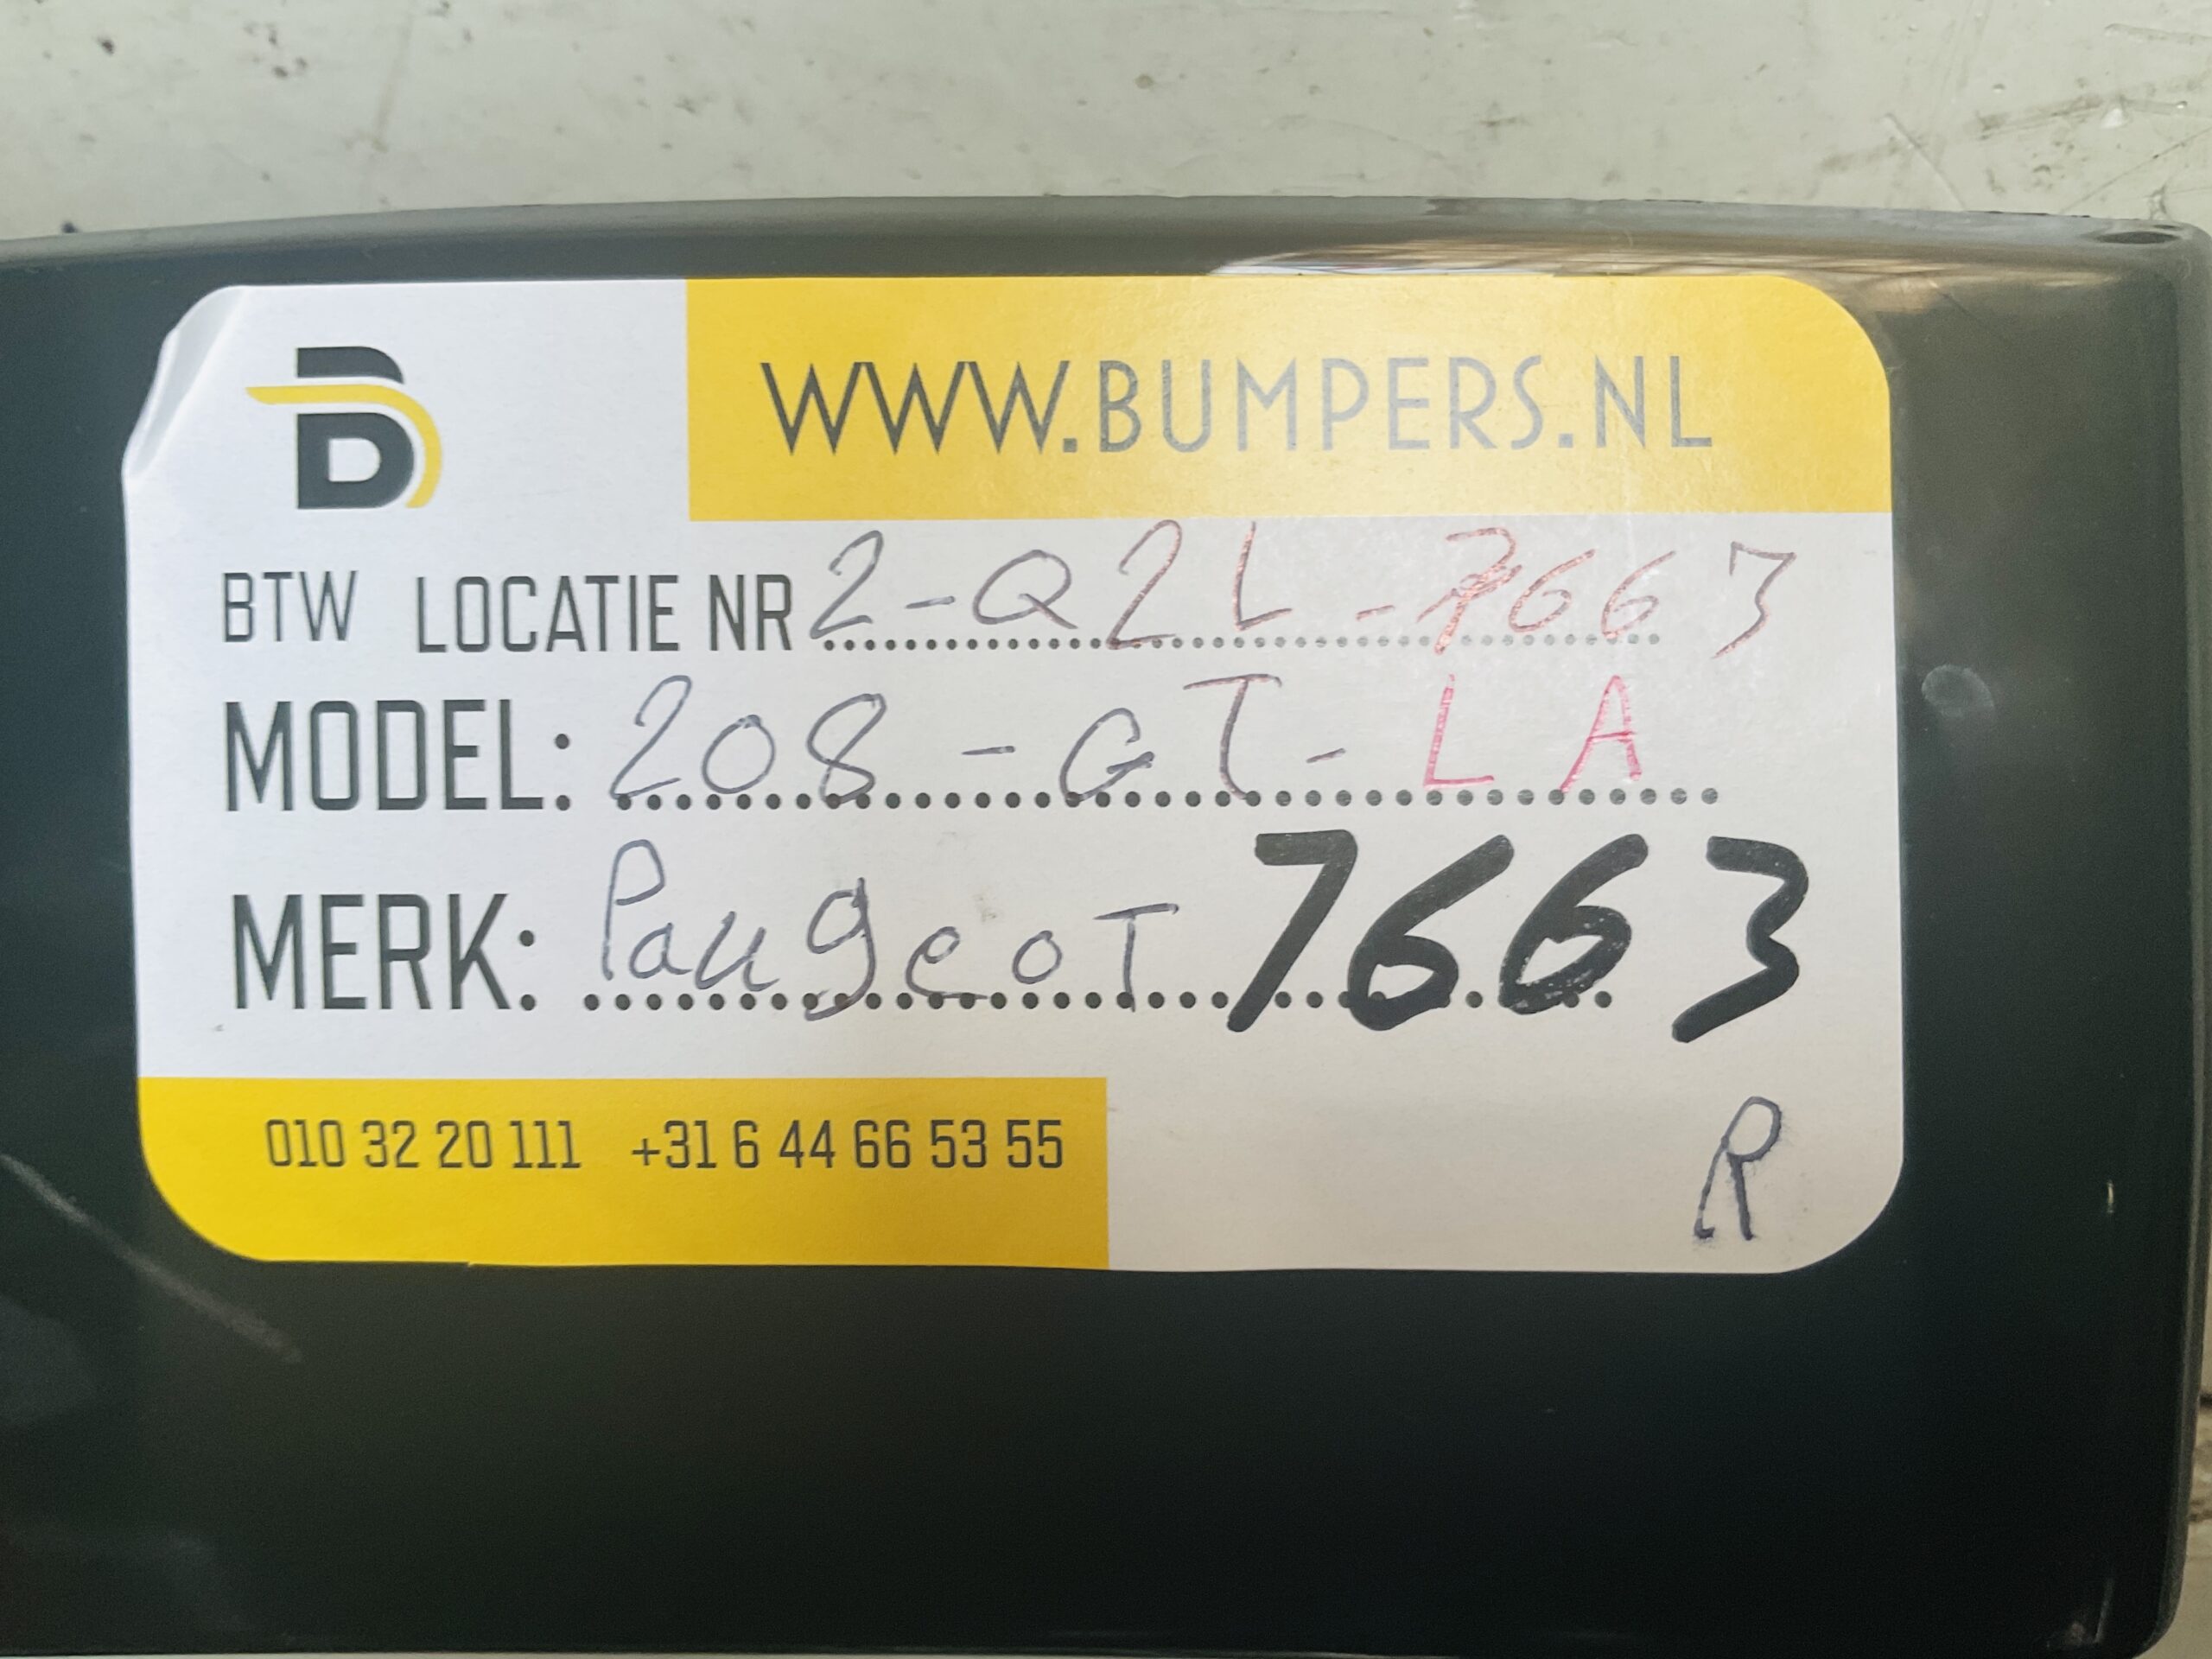 B WWW.BUMPERS.NL
BTW LOCATIE NR 2-Q2L-7663
MODEL: 208-GT-LA
MERK: Paugeot 7663
010 32 20 111 +31 6 44 66 53 55
R